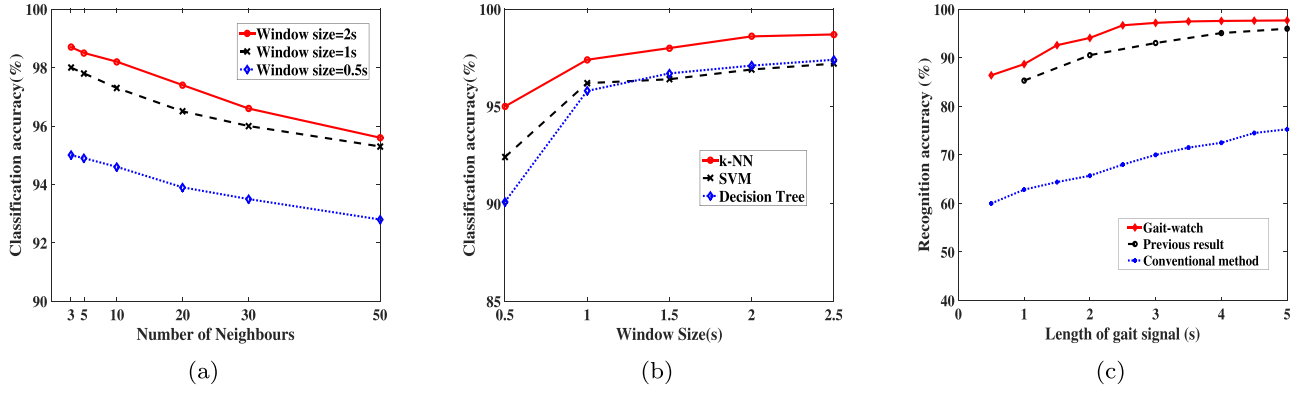 100
98
96
94
92
90
Classification accuracy(%)
Window size=2s
Window size=1s
Window size=0.5s
3 5 10 20 30 50
Number of Neighbours
(a)
100
95
90
85
Classification accuracy(%)
k-NN
SVM
Decision Tree
0.5 1 1.5 2 2.5
Window Size(s)
(b)
100
90
80
70
60
50
40
Recognition accuracy (%)
Gait-watch
Previous result
Conventional method
0 1 2 3 4 5
Length of gait signal (s)
(c)